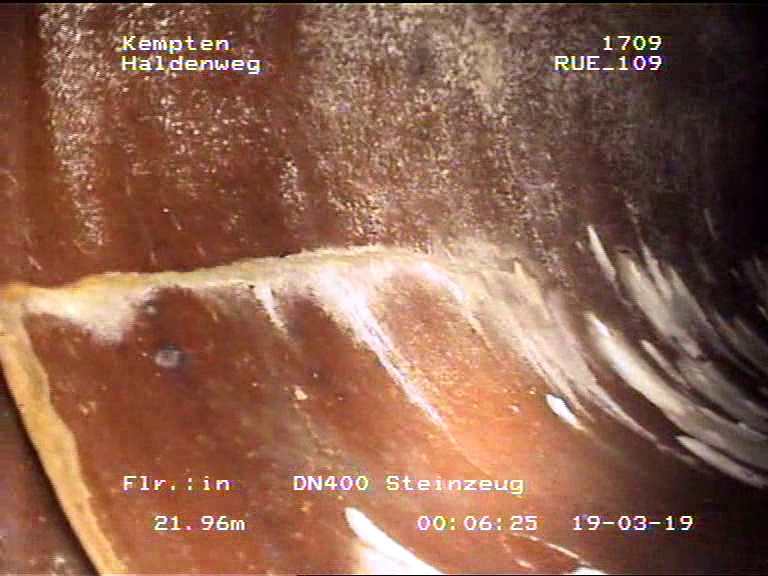 Kempten 1709
Haldenweg RUE_109
Flr.:in DN400 Steinzeug
21.96m 00:06:25 19-03-19